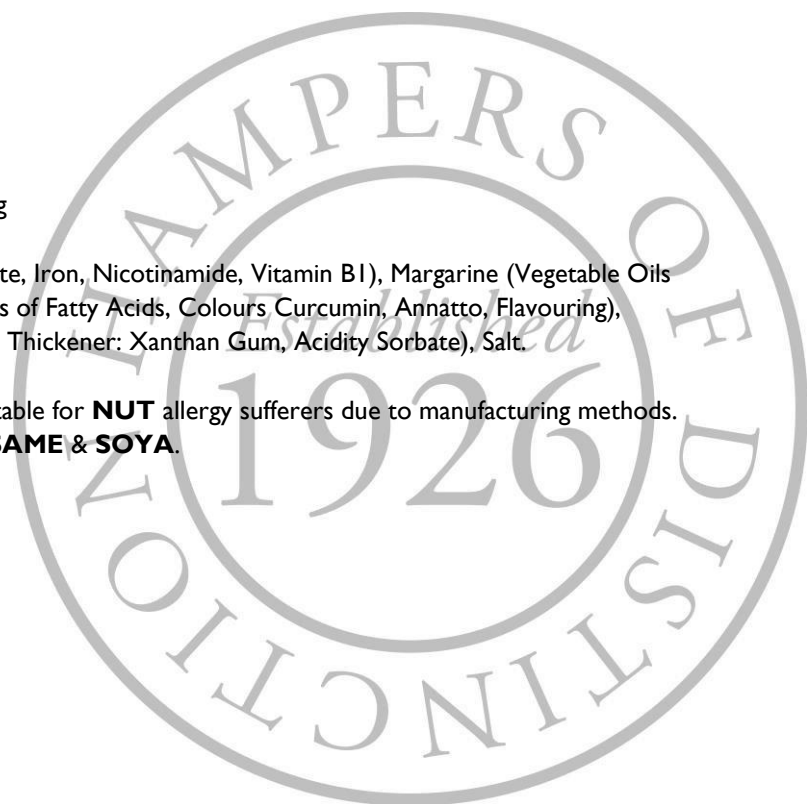 g
te, Iron, Nicotinamide, Vitamin B1), Margarine (Vegetable Oils
s of Fatty Acids, Colours Curcumin, Annatto, Flavouring),
Thickener: Xanthan Gum, Acidity Sorbate), Salt.
table for NUT allergy sufferers due to manufacturing methods.
SAME & SOYA.
HAMPERS OF DISTINCTION
Established
1926